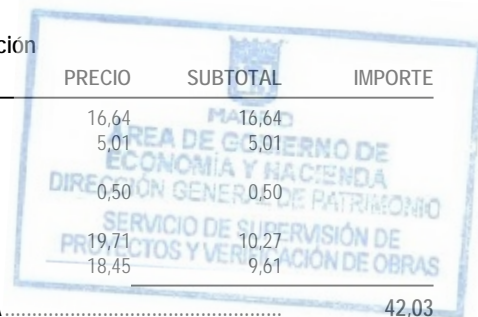 ción
PRECIO SUBTOTAL IMPORTE
16,64 16,64
5,01 5,01
0,50 0,50
19,71 10,27
18,45 9,61
42,03
MADRID
ÁREA DE GOBIERNO DE
ECONOMÍA Y HACIENDA
DIRECCIÓN GENERAL DE PATRIMONIO
SERVICIO DE SUPERVISIÓN DE
PROYECTOS Y VERIFICACIÓN DE OBRAS